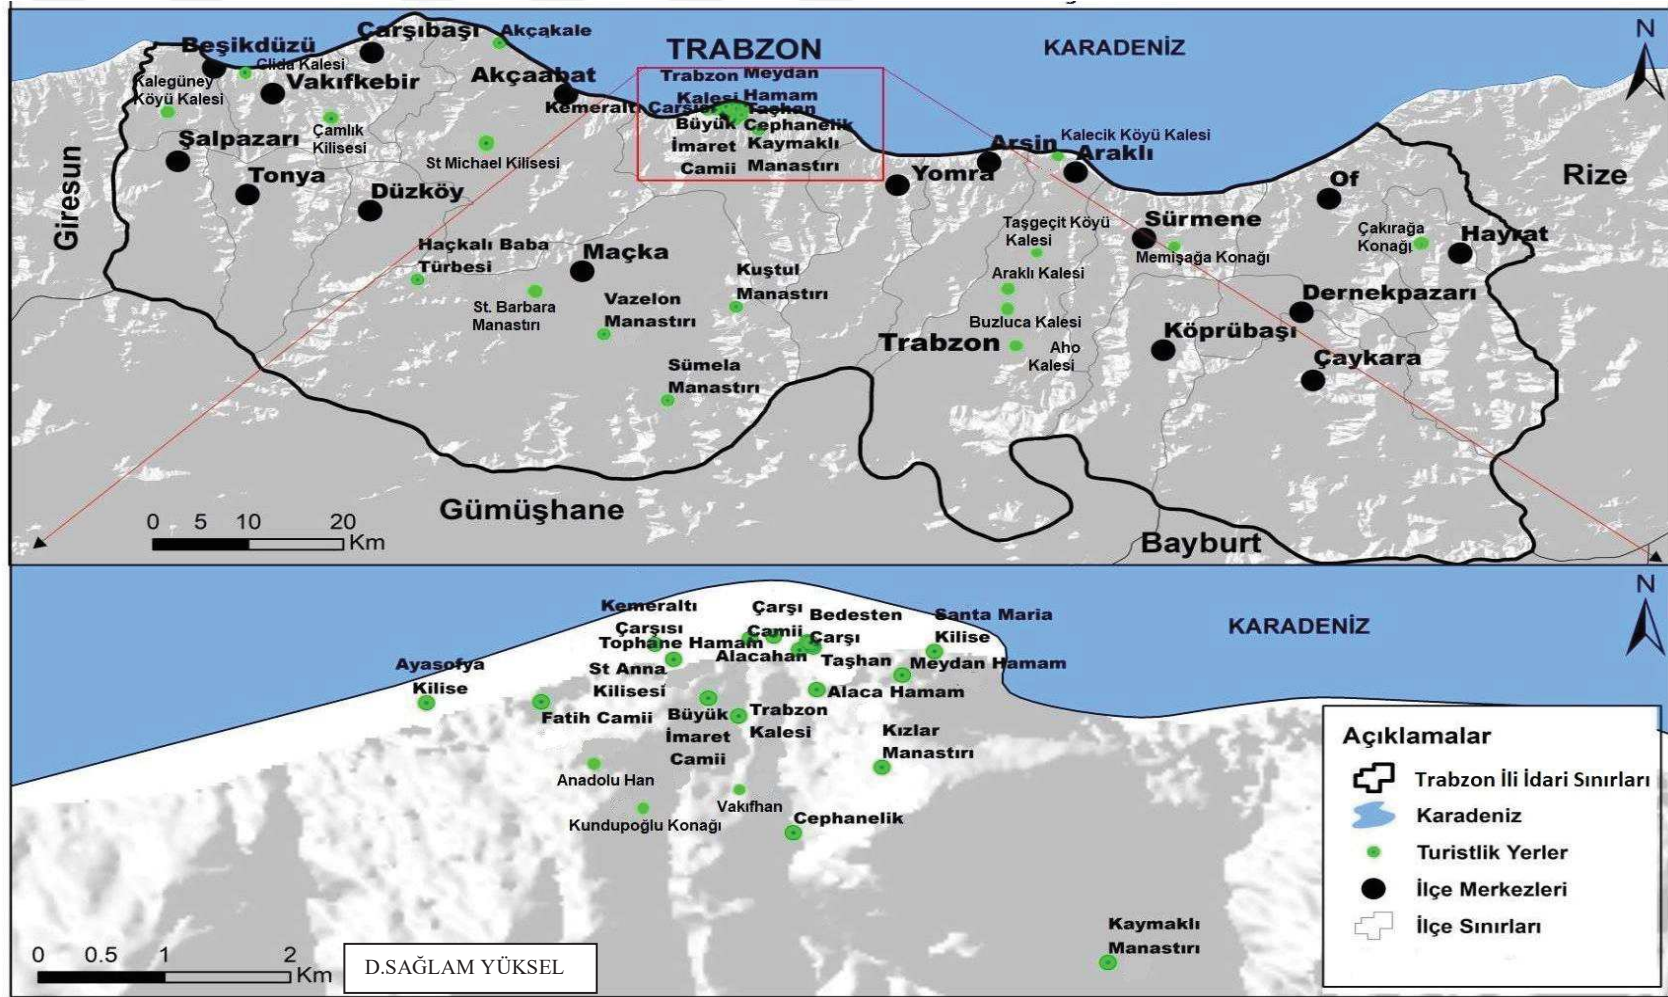 Beşikdüzü
Çarşıbaşı
Akçakale
TRABZON
KARADENİZ
N
Kalegüney
Köyü Kalesi
Glida Kalesi
Vakıfkebir
Akçaabat
Trabzon
Kalesi
Meydan
Hamam
Kemeraltı Çarşısı
Taşhan
Büyük
İmaret
Camii
Cephanelik
Kaymaklı
Manastırı
Şalpazarı
Çamlık
Kilisesi
St Michael Kilisesi
Arsin
Kalecik Köyü Kalesi
Araklı
Yomra
Giresun
Tonya
Düzköy
Of
Rize
Haçkalı Baba
Türbesi
Maçka
Kuştul
Manastırı
Taşgeçit Köyü
Kalesi
Sürmene
Memişağa Konağı
Çakırağa
Konağı
Hayrat
St. Barbara
Manastırı
Vazelon
Manastırı
Araklı Kalesi
Buzluca Kalesi
Dernekpazarı
Trabzon
Aho
Kalesi
Köprübaşı
Çaykara
Sümela
Manastırı
Gümüşhane
Bayburt
0 5 10 20
Km
Kemeraltı
Çarşısı
Çarşı
Camii
Bedesten
Çarşı
Santa Maria
Kilise
KARADENİZ
N
Tophane Hamam
Alacahan
Taşhan
Meydan Hamam
Ayasofya
Kilise
St Anna
Kilisesi
Alaca Hamam
Fatih Camii
Büyük
İmaret
Camii
Trabzon
Kalesi
Kızlar
Manastırı
Anadolu Han
Vakıfhan
Kundupoğlu Konağı
Cephanelik
Kaymaklı
Manastırı
0 0.5 1 2
Km
D.SAĞLAM YÜKSEL
Açıklamalar
Trabzon İli İdari Sınırları
Karadeniz
Turistlik Yerler
İlçe Merkezleri
İlçe Sınırları